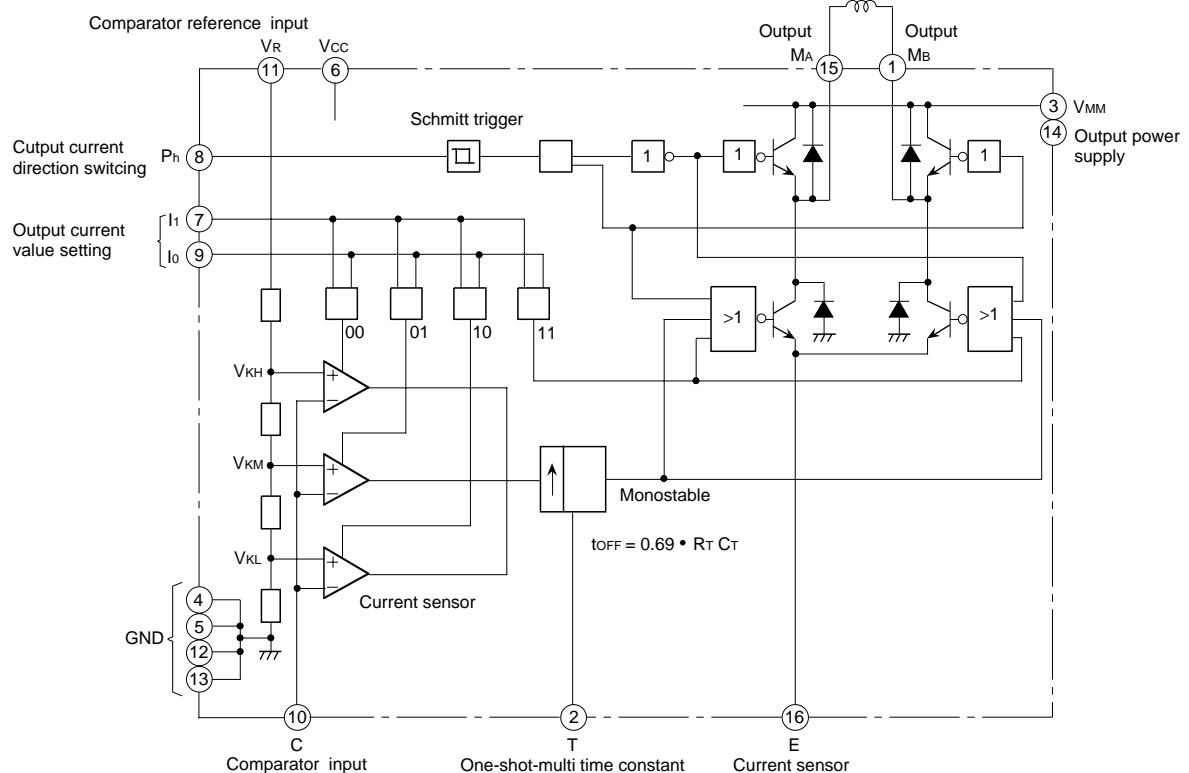 Comparator reference input
VR
11
VCC
6
Output
MA
15
Output
MB
1
3
VMM
14
Output power
supply
Cutput current
direction switcing
Ph
8
Schmitt trigger
1
1
1
Output current
value setting
I1
7
I0
9
00
01
10
11
>1
>1
VKH
+
−
VKM
+
−
VKL
+
−
Current sensor
Monostable
tOFF = 0.69 • RT CT
GND
4
5
12
13
10
C
Comparator input
2
T
One-shot-multi time constant
16
E
Current sensor